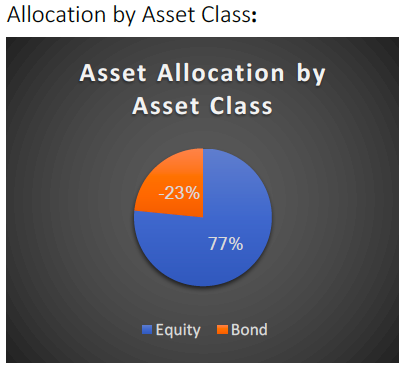 Allocation by Asset Class:
Asset Allocation by
Asset Class
-23%
77%
Equity Bond